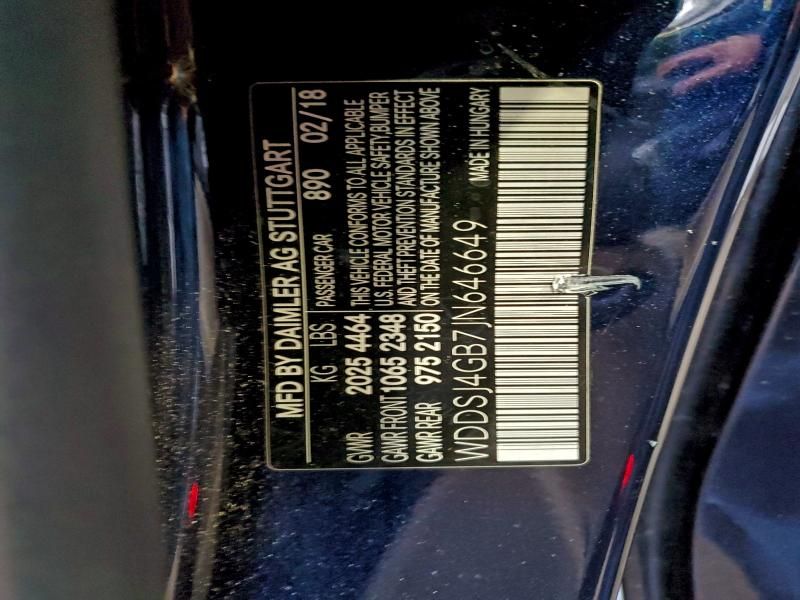 MFD BY DAIMLER AG STUTTGART
KG LBS PASSENGER CAR 890 02/18
GVWR 2025 4464 THIS VEHICLE CONFORMS TO ALL APPLICABLE
GAWR FRONT 1065 2348 U.S. FEDERAL MOTOR VEHICLE SAFETY,BUMPER
GAWR REAR 975 2150 AND THEFT PREVENTION STANDARDS IN EFFECT
ON THE DATE OF MANUFACTURE SHOWN ABOVE
WDDSJ4GB7JN646649 MADE IN HUNGARY